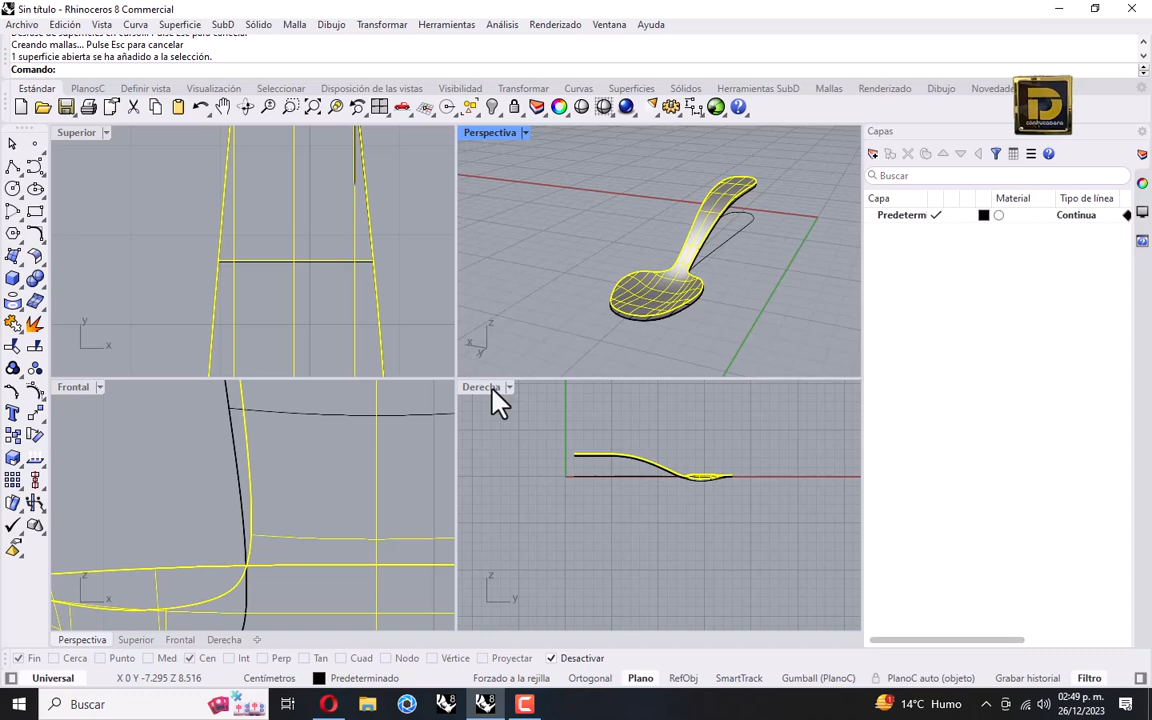 Sin título - Rhinoceros 8 Commercial
Archivo Edición Vista Curva Superficie SubD Sólido Malla Dibujo Transformar Herramientas Análisis Renderizado Ventana Ayuda
Creando mallas... Pulse Esc para cancelar
1 superficie abierta se ha añadido a la selección.
Comando:
Estándar PlanosC Definir vista Visualización Seleccionar Disposición de las vistas Visibilidad Transformar Curvas Superficies Sólidos Herramientas SubD Mallas Renderizado Dibujo Novedade
Capas
Buscar
Capa Material Tipo de línea
Predeterm Continua
Superior
y
x
Perspectiva
z
x
y
Frontal
z
x
Derecha
z
y
Perspectiva Superior Frontal Derecha
Fin Cerca Punto Med Cen Int Perp Tan Cuad Nodo Vértice Proyectar Desactivar
Universal X 0 Y -7.295 Z 8.516 Centímetros Predeterminado Forzado a la rejilla Ortogonal Plano RefObj SmartTrack Gumball (PlanoC) PlanoC auto (objeto) Grabar historial Filtro
Buscar
14°C Humo
02:49 p. m.
26/12/2023